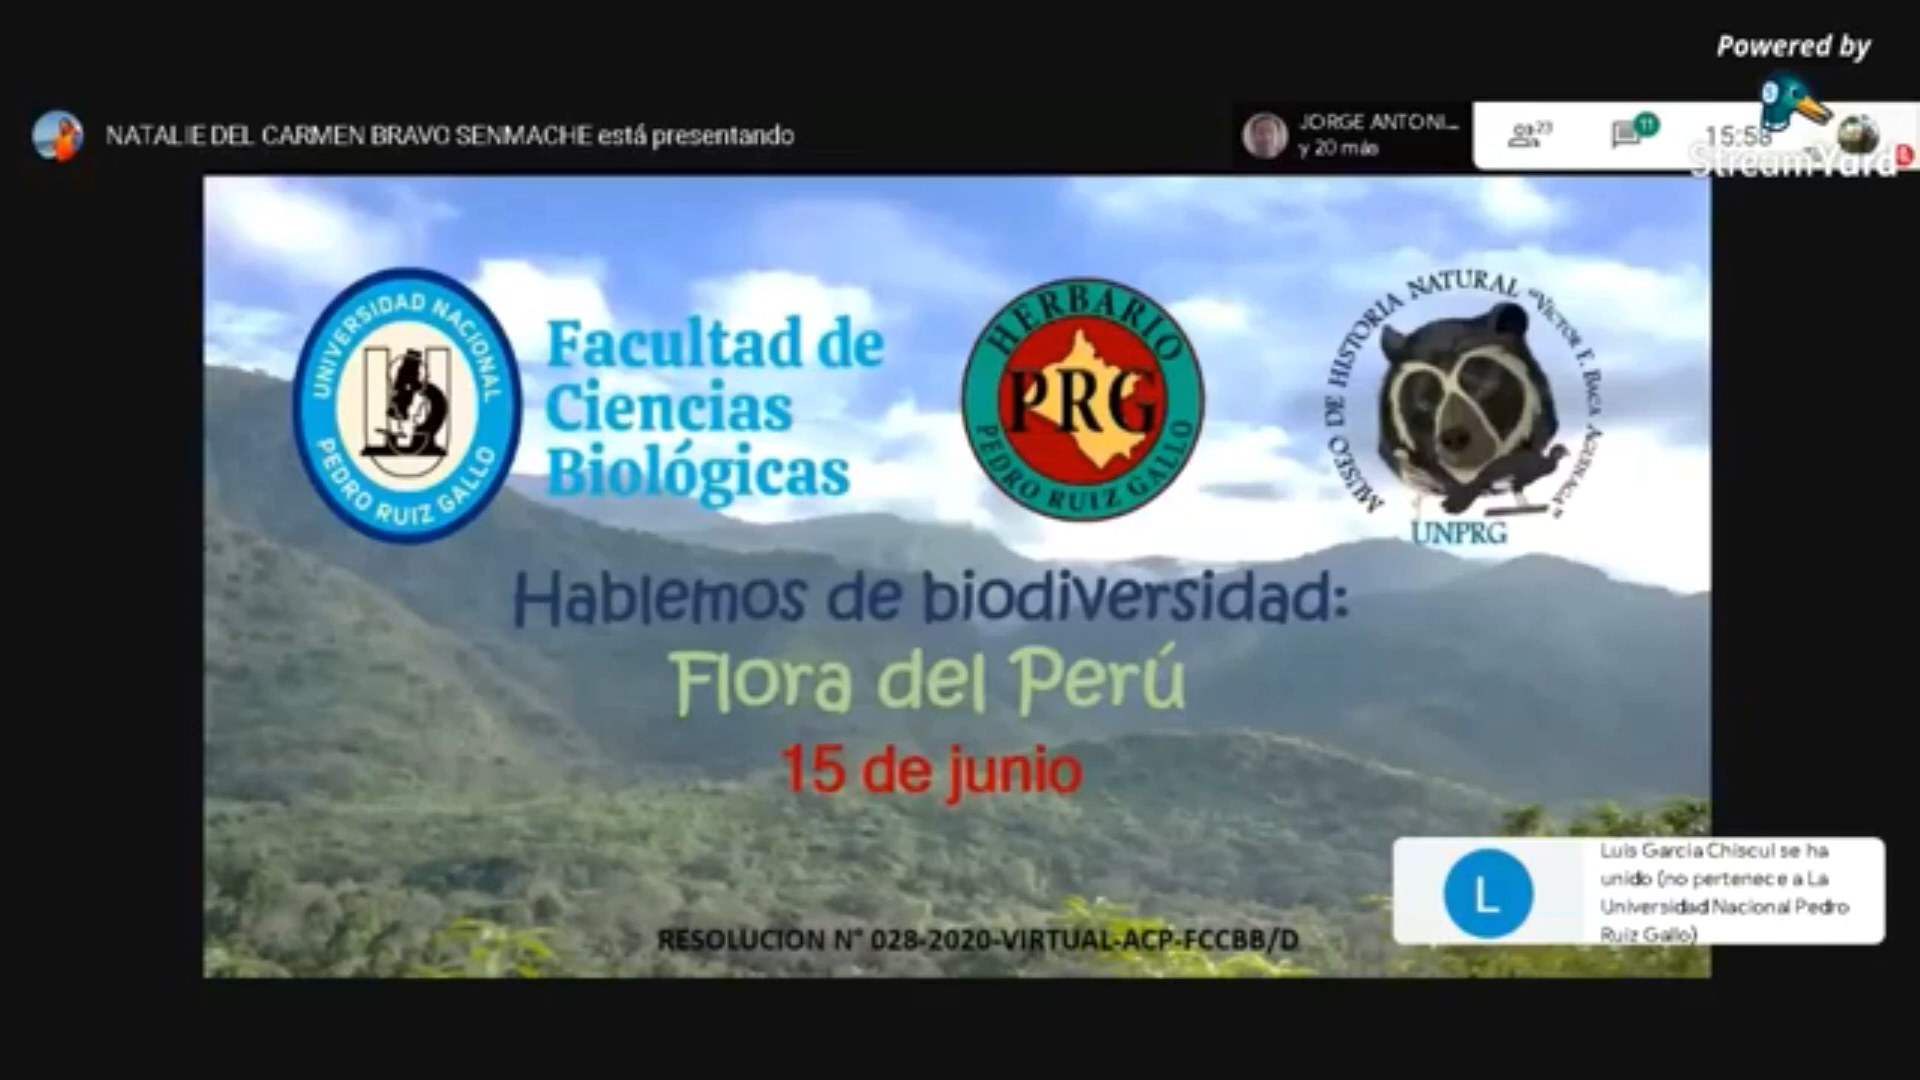 Powered by
StreamYard
NATALIE DEL CARMEN BRAVO SENMACHE está presentando
JORGE ANTONI...
y 20 más
23
11
15:58
UNIVERSIDAD NACIONAL
PEDRO RUIZ GALLO
Facultad de
Ciencias
Biológicas
HERBARIO
PRG
PEDRO RUIZ GALLO
MUSEO DE HISTORIA NATURAL "VICTOR E. BACA AGUINAGA"
UNPRG
Hablemos de biodiversidad:
Flora del Perú
15 de junio
RESOLUCION N° 028-2020-VIRTUAL-ACP-FCCBB/D
L
Luis Garcia Chiscul se ha
unido (no pertenece a La
Universidad Nacional Pedro
Ruiz Gallo)